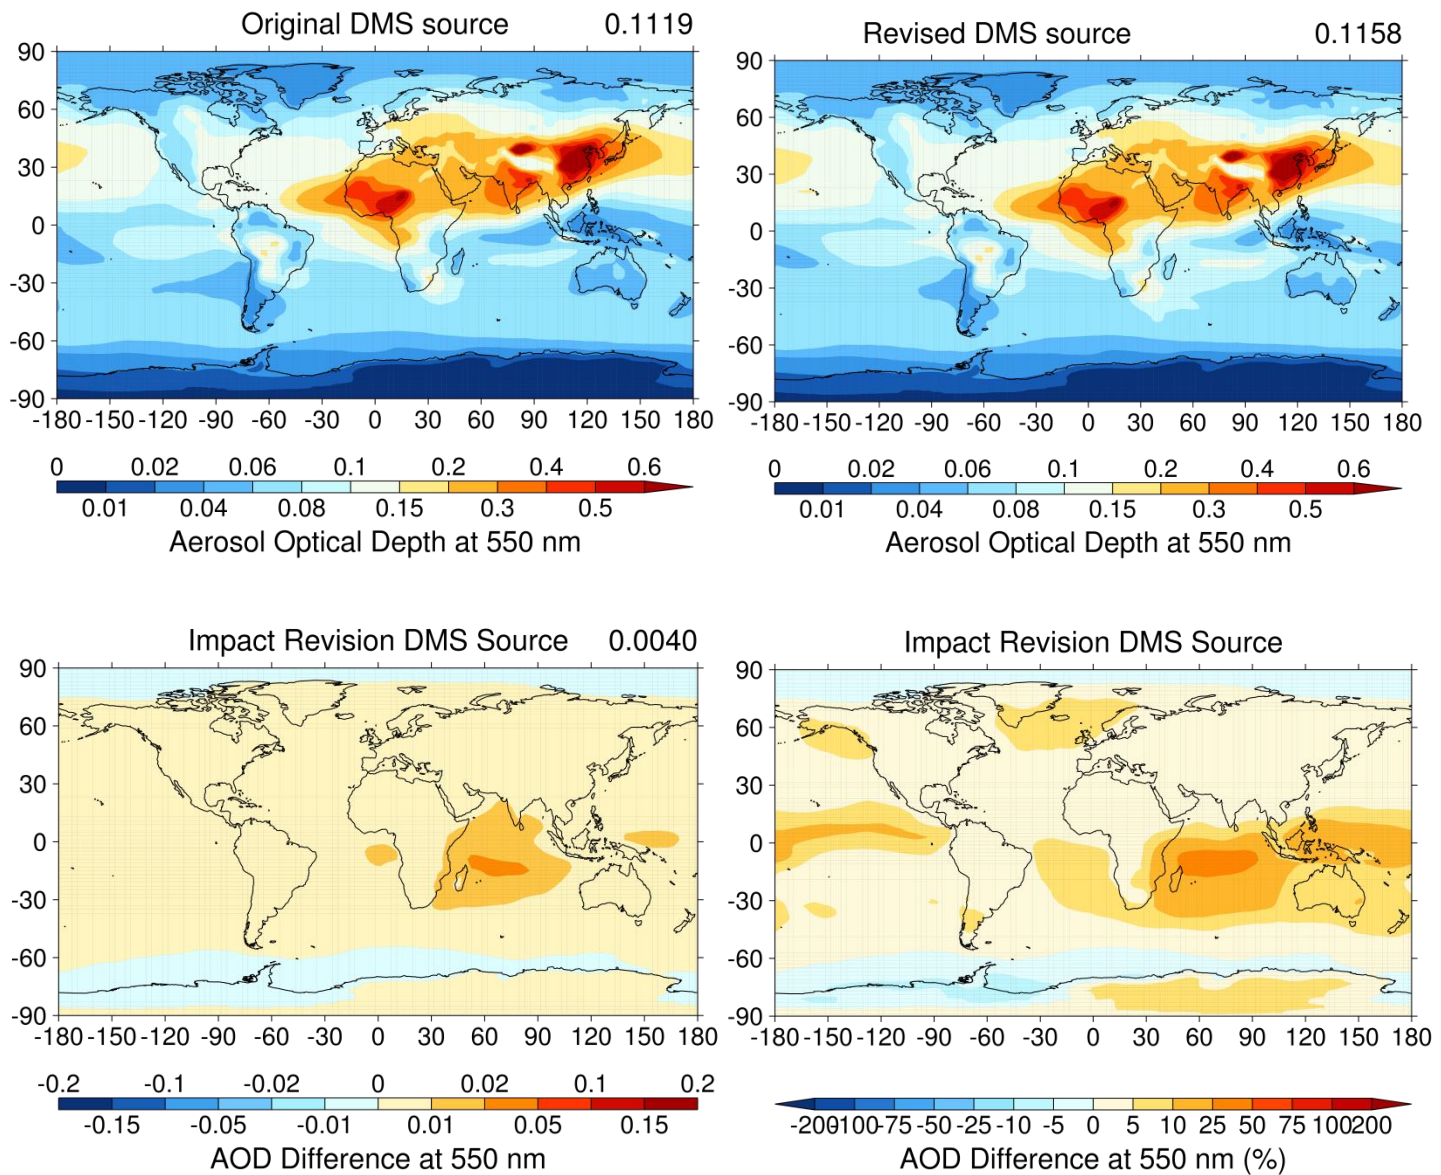 Original DMS source 0.1119
90
60
30
0
-30
-60
-90
-180 -150 -120 -90 -60 -30 0 30 60 90 120 150 180
0 0.02 0.06 0.1 0.2 0.4 0.6
0.01 0.04 0.08 0.15 0.3 0.5
Aerosol Optical Depth at 550 nm
Revised DMS source 0.1158
90
60
30
0
-30
-60
-90
-180 -150 -120 -90 -60 -30 0 30 60 90 120 150 180
0 0.02 0.06 0.1 0.2 0.4 0.6
0.01 0.04 0.08 0.15 0.3 0.5
Aerosol Optical Depth at 550 nm
Impact Revision DMS Source 0.0040
90
60
30
0
-30
-60
-90
-180 -150 -120 -90 -60 -30 0 30 60 90 120 150 180
-0.2 -0.1 -0.02 0 0.02 0.1 0.2
-0.15 -0.05 -0.01 0.01 0.05 0.15
AOD Difference at 550 nm
Impact Revision DMS Source
90
60
30
0
-30
-60
-90
-180 -150 -120 -90 -60 -30 0 30 60 90 120 150 180
-200 -100 -75 -50 -25 -10 -5 0 5 10 25 50 75 100 200
AOD Difference at 550 nm (%)